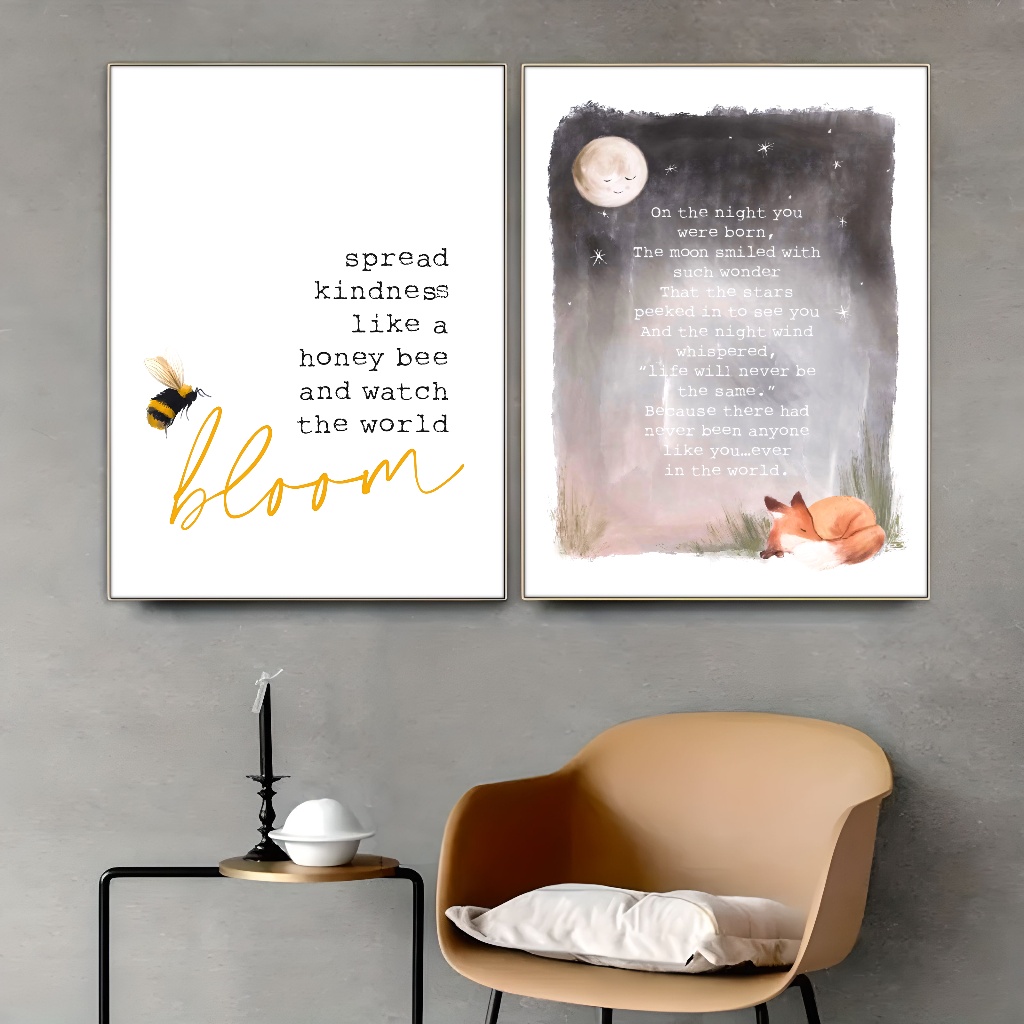 spread
kindness
like a
honey bee
and watch
the world
bloom
On the night you
were born,
The moon smiled with
such wonder
That the stars
peeked in to see you
And the night wind
whispered,
“life will never be
the same.”
Because there had
never been anyone
like you...ever
in the world.